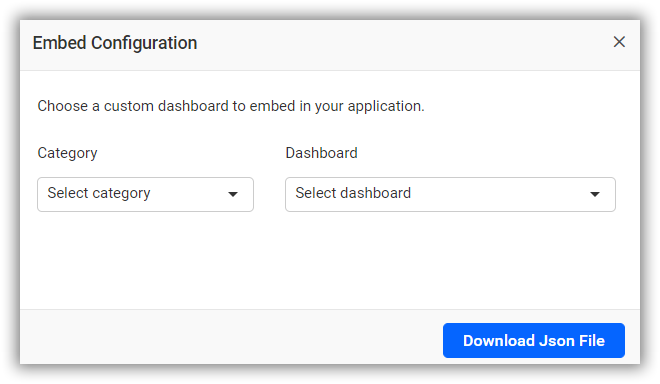 Embed Configuration
Choose a custom dashboard to embed in your application.
Category Dashboard
Select category Select dashboard
Download Json File